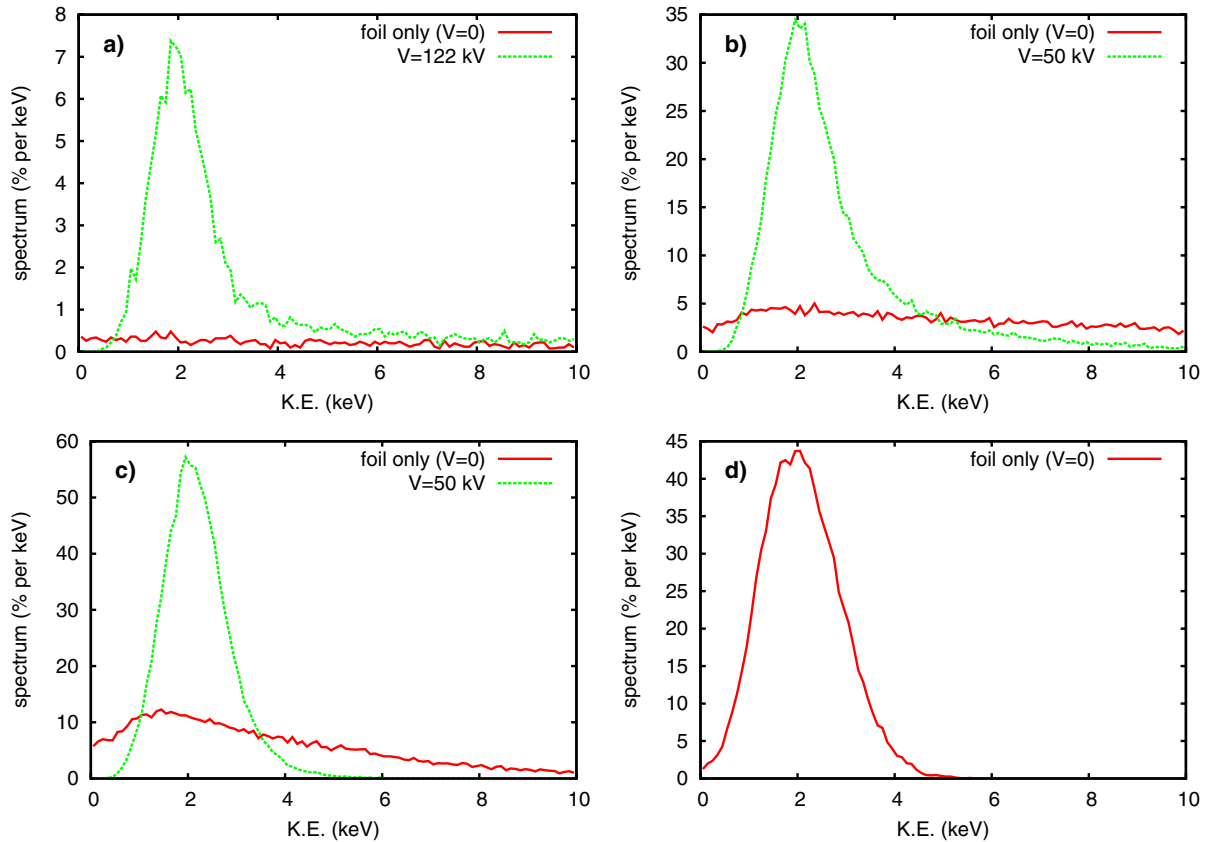 a)
foil only (V=0)
V=122 kV
spectrum (% per keV)
8
7
6
5
4
3
2
1
0
0 2 4 6 8 10
K.E. (keV)
b)
foil only (V=0)
V=50 kV
spectrum (% per keV)
35
30
25
20
15
10
5
0
0 2 4 6 8 10
K.E. (keV)
c)
foil only (V=0)
V=50 kV
spectrum (% per keV)
60
50
40
30
20
10
0
0 2 4 6 8 10
K.E. (keV)
d)
foil only (V=0)
spectrum (% per keV)
45
40
35
30
25
20
15
10
5
0
0 2 4 6 8 10
K.E. (keV)